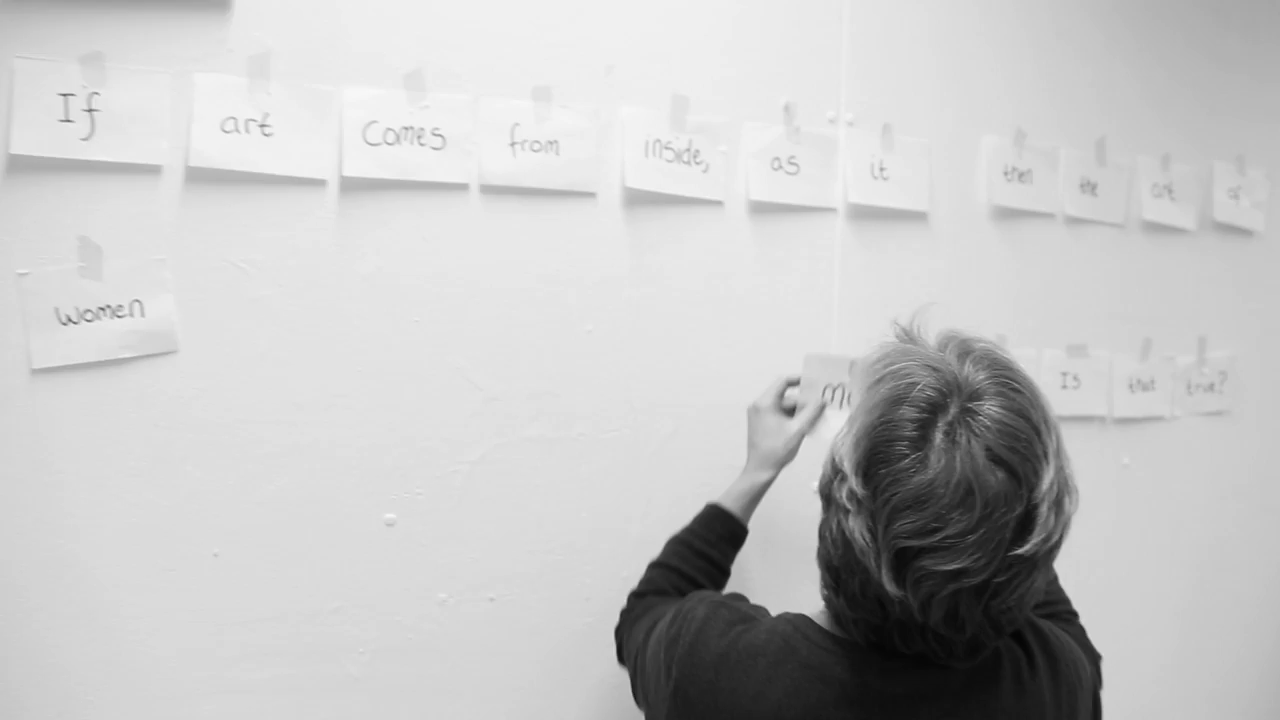 If art Comes from inside, as it then the art of
Women Is that true?